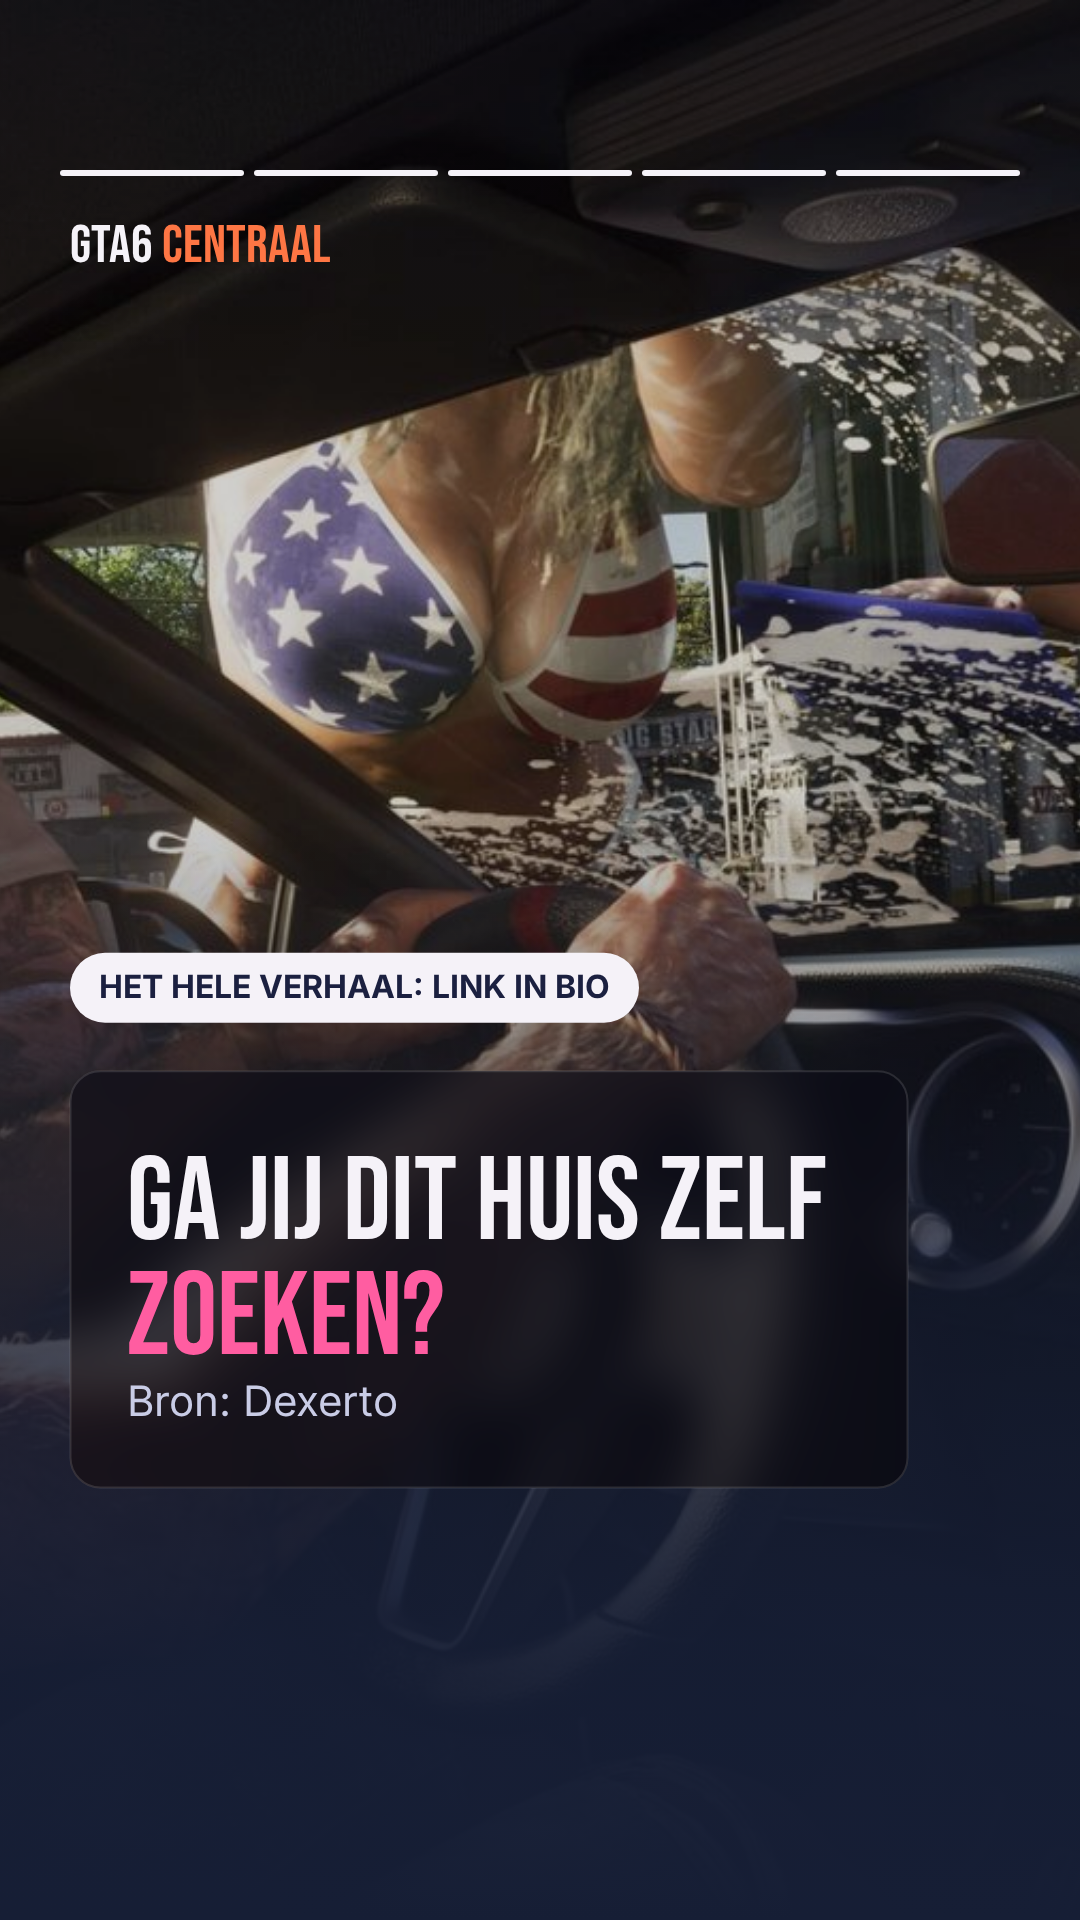 GTA6 CENTRAAL
HET HELE VERHAAL: LINK IN BIO
GA JIJ DIT HUIS ZELF
ZOEKEN?
Bron: Dexerto